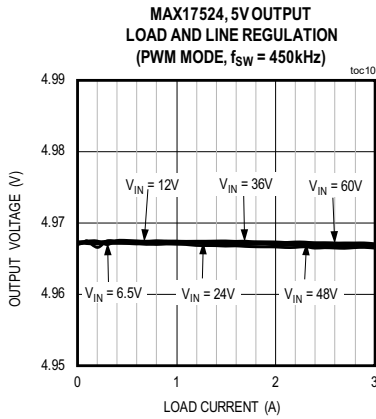 MAX17524, 5V OUTPUT
LOAD AND LINE REGULATION
(PWM MODE, fSW = 450kHz)
toc10
4.99
4.98
4.97
4.96
4.95
OUTPUT VOLTAGE (V)
VIN = 12V
VIN = 36V
VIN = 60V
VIN = 6.5V
VIN = 24V
VIN = 48V
0
1
2
3
LOAD CURRENT (A)